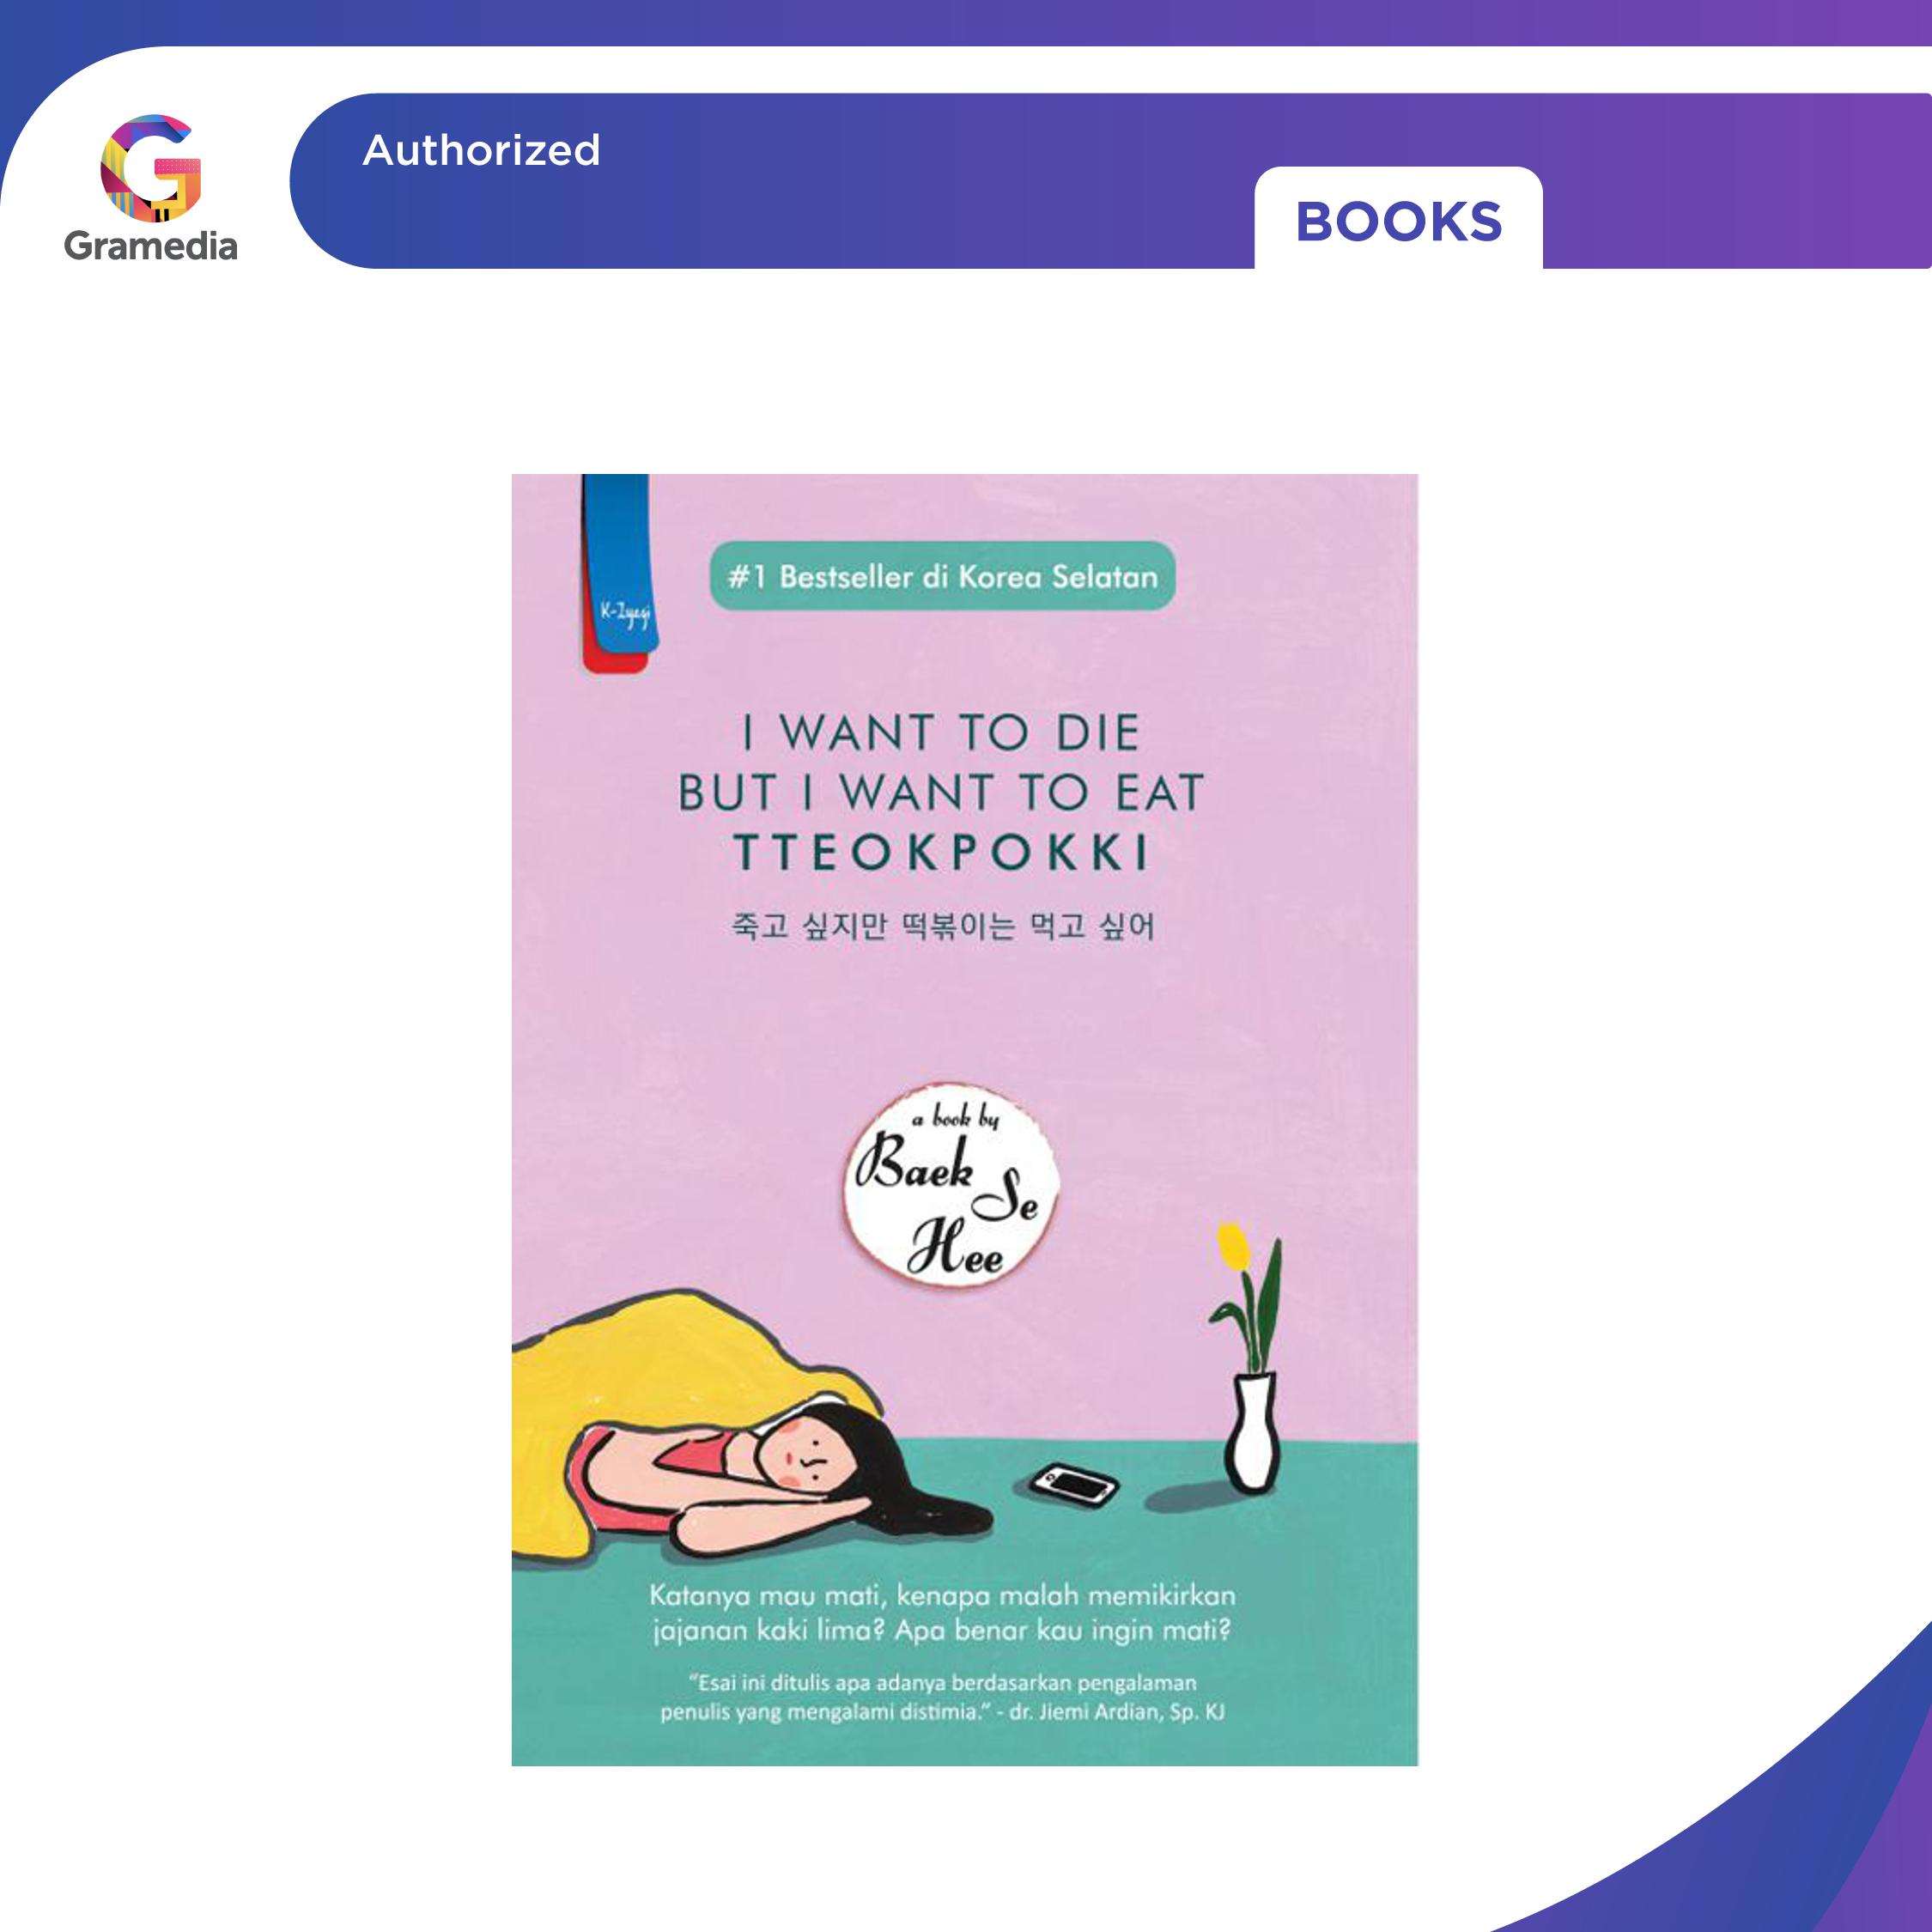 Gramedia
Authorized
BOOKS
K-Iyagi
#1 Bestseller di Korea Selatan
I WANT TO DIE
BUT I WANT TO EAT
TTEOKPOKKI
죽고 싶지만 떡볶이는 먹고 싶어
a book by
Baek
Se
Hee
Katanya mau mati, kenapa malah memikirkan
jajanan kaki lima? Apa benar kau ingin mati?
“Esai ini ditulis apa adanya berdasarkan pengalaman
penulis yang mengalami distimia.” - dr. Jiemi Ardian, Sp. KJ